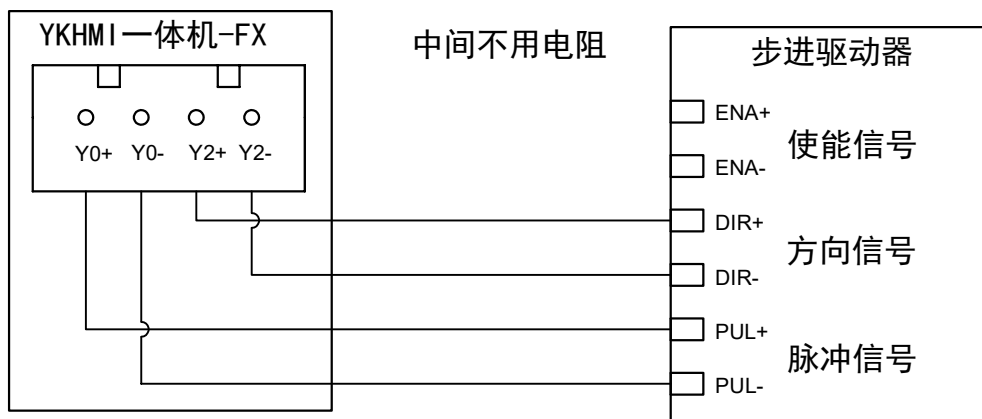 YKHMI一体机-FX
中间不用电阻
步进驱动器
Y0+ Y0- Y2+ Y2-
ENA+
使能信号
ENA-
DIR+
方向信号
DIR-
PUL+
脉冲信号
PUL-